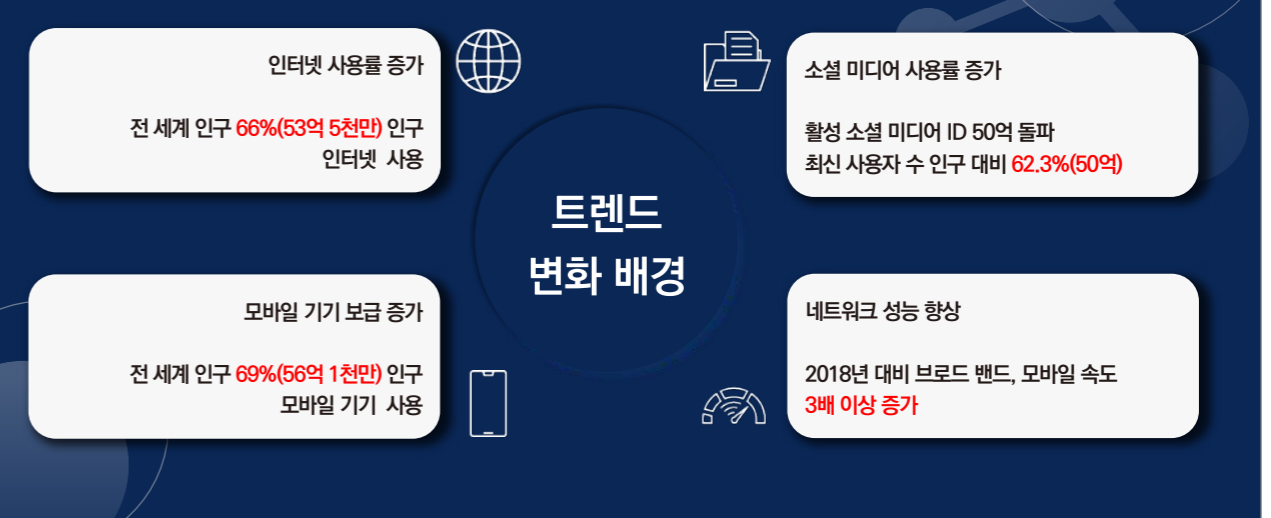 인터넷 사용률 증가
전 세계 인구 66%(53억 5천만) 인구
인터넷 사용
소셜 미디어 사용률 증가
활성 소셜 미디어 ID 50억 돌파
최신 사용자 수 인구 대비 62.3%(50억)
트렌드
변화 배경
모바일 기기 보급 증가
전 세계 인구 69%(56억 1천만) 인구
모바일 기기 사용
네트워크 성능 향상
2018년 대비 브로드 밴드, 모바일 속도
3배 이상 증가